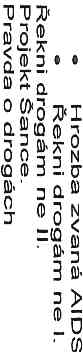 • Hrozba zvaná AIDS
• Řekni drogám ne I.
Řekni drogám ne II.
Projekt Šance.
Pravda o drogách